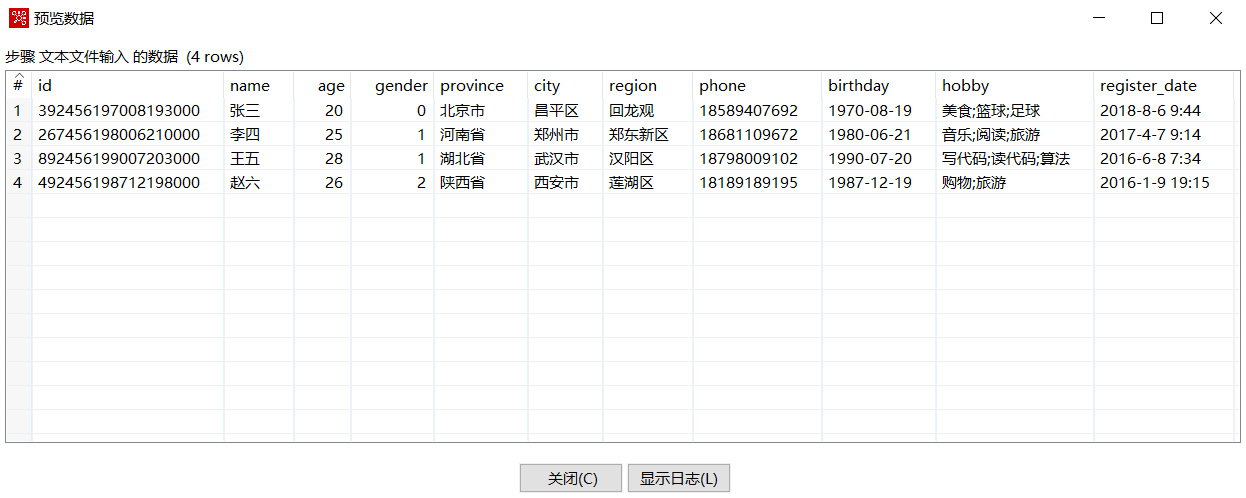 预览数据
步骤 文本文件输入 的数据 (4 rows)
# id name age gender province city region phone birthday hobby register_date
1 392456197008193000 张三 20 0 北京市 昌平区 回龙观 18589407692 1970-08-19 美食;篮球;足球 2018-8-6 9:44
2 267456198006210000 李四 25 1 河南省 郑州市 郑东新区 18681109672 1980-06-21 音乐;阅读;旅游 2017-4-7 9:14
3 892456199007203000 王五 28 1 湖北省 武汉市 汉阳区 18798009102 1990-07-20 写代码;读代码;算法 2016-6-8 7:34
4 492456198712198000 赵六 26 2 陕西省 西安市 莲湖区 18189189195 1987-12-19 购物;旅游 2016-1-9 19:15
关闭(C) 显示日志(L)